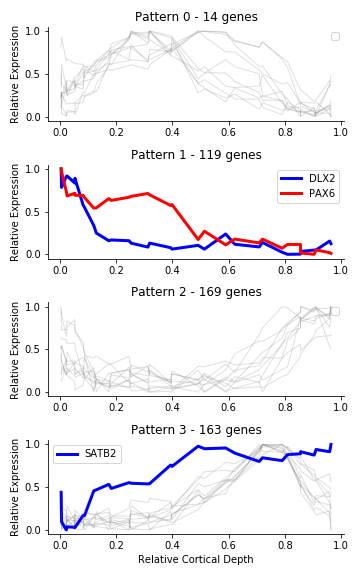 Pattern 0 - 14 genes
Relative Expression
1.0
0.5
0.0
0.0 0.2 0.4 0.6 0.8 1.0
Pattern 1 - 119 genes
Relative Expression
1.0
0.5
0.0
DLX2
PAX6
0.0 0.2 0.4 0.6 0.8 1.0
Pattern 2 - 169 genes
Relative Expression
1.0
0.5
0.0
0.0 0.2 0.4 0.6 0.8 1.0
Pattern 3 - 163 genes
Relative Expression
1.0
0.5
0.0
SATB2
0.0 0.2 0.4 0.6 0.8 1.0
Relative Cortical Depth